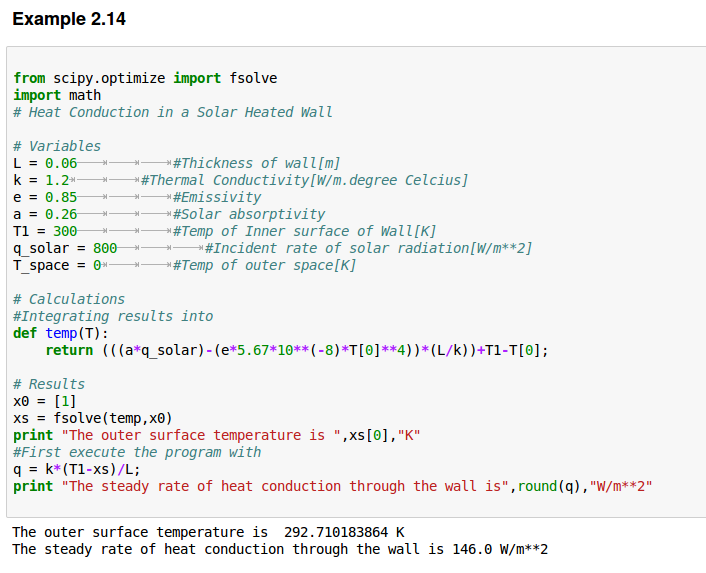 Example 2.14
from scipy.optimize import fsolve
import math
# Heat Conduction in a Solar Heated Wall
# Variables
L = 0.06 #Thickness of wall[m]
k = 1.2 #Thermal Conductivity[W/m.degree Celcius]
e = 0.85 #Emissivity
a = 0.26 #Solar absorptivity
T1 = 300 #Temp of Inner surface of Wall[K]
q_solar = 800 #Incident rate of solar radiation[W/m**2]
T_space = 0 #Temp of outer space[K]
# Calculations
#Integrating results into
def temp(T):
    return (((a*q_solar)-(e*5.67*10**(-8)*T[0]**4))*(L/k))+T1-T[0];
# Results
x0 = [1]
xs = fsolve(temp,x0)
print "The outer surface temperature is ",xs[0],"K"
#First execute the program with
q = k*(T1-xs)/L;
print "The steady rate of heat conduction through the wall is",round(q),"W/m**2"
The outer surface temperature is  292.710183864 K
The steady rate of heat conduction through the wall is 146.0 W/m**2